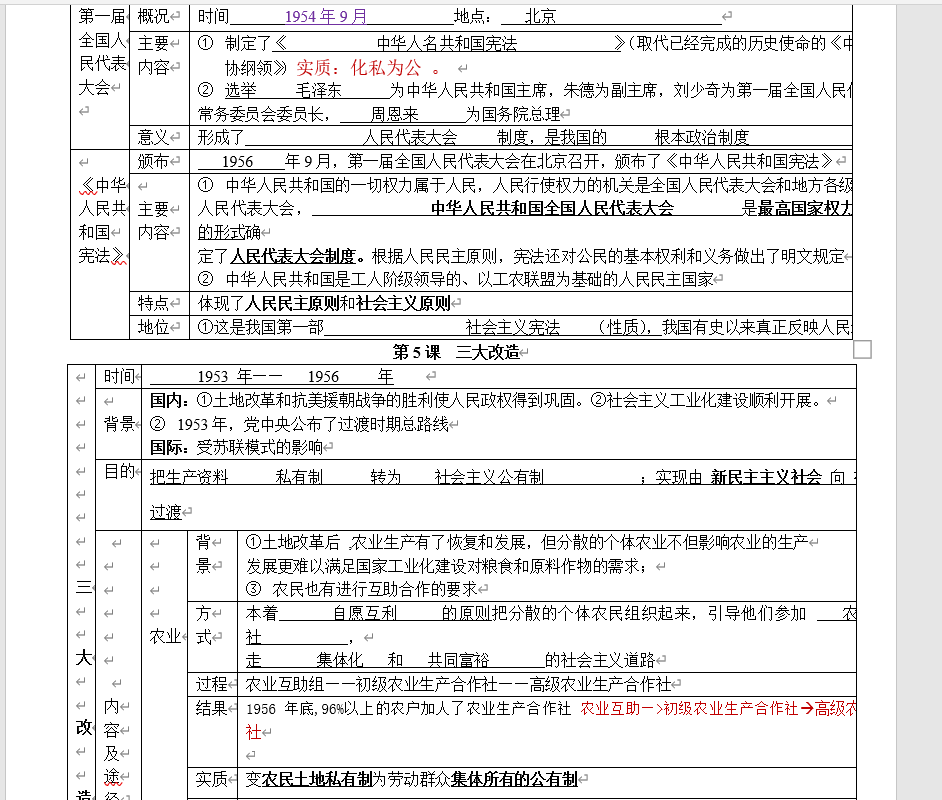 第一届全国人民代表大会 概况 时间 1954年9月 地点： 北京
主要内容 ① 制定了《 中华人名共和国宪法 》（取代已经完成的历史使命的《中
协纲领》）实质：化私为公 。
② 选举 毛泽东 为中华人民共和国主席，朱德为副主席，刘少奇为第一届全国人民
常务委员会委员长， 周恩来 为国务院总理
意义 形成了 人民代表大会 制度，是我国的 根本政治制度
《中华人民共和国宪法》 颁布 1956 年9月，第一届全国人民代表大会在北京召开，颁布了《中华人民共和国宪法》
主要内容 ① 中华人民共和国的一切权力属于人民，人民行使权力的机关是全国人民代表大会和地方各级
人民代表大会， 中华人民共和国全国人民代表大会 是最高国家权力
的形式确
定了人民代表大会制度。根据人民民主原则，宪法还对公民的基本权利和义务做出了明文规定
② 中华人民共和国是工人阶级领导的、以工农联盟为基础的人民民主国家
特点 体现了人民民主原则和社会主义原则
地位 ①这是我国第一部 社会主义宪法 （性质），我国有史以来真正反映人民
第5课 三大改造
三大改造 时间 1953 年—— 1956 年
背景 国内：①土地改革和抗美援朝战争的胜利使人民政权得到巩固。②社会主义工业化建设顺利开展。
② 1953年，党中央公布了过渡时期总路线
国际：受苏联模式的影响
目的 把生产资料 私有制 转为 社会主义公有制 ；实现由 新民主主义社会 向
过渡
内容及途径 农业 背景 ①土地改革后 ,农业生产有了恢复和发展，但分散的个体农业不但影响农业的生产
发展更难以满足国家工业化建设对粮食和原料作物的需求；
③ 农民也有进行互助合作的要求
方式 本着 自愿互利 的原则把分散的个体农民组织起来，引导他们参加 农
社 ，
走 集体化 和 共同富裕 的社会主义道路
过程 农业互助组——初级农业生产合作社——高级农业生产合作社
结果 1956 年底,96%以上的农户加人了农业生产合作社 农业互助—>初级农业生产合作社→高级农
社
实质 变农民土地私有制为劳动群众集体所有的公有制